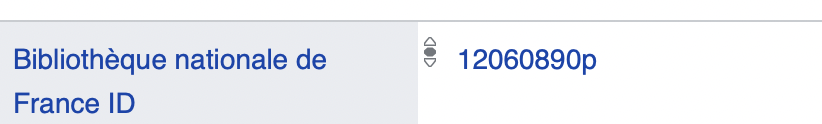 Bibliothèque nationale de
France ID
12060890p